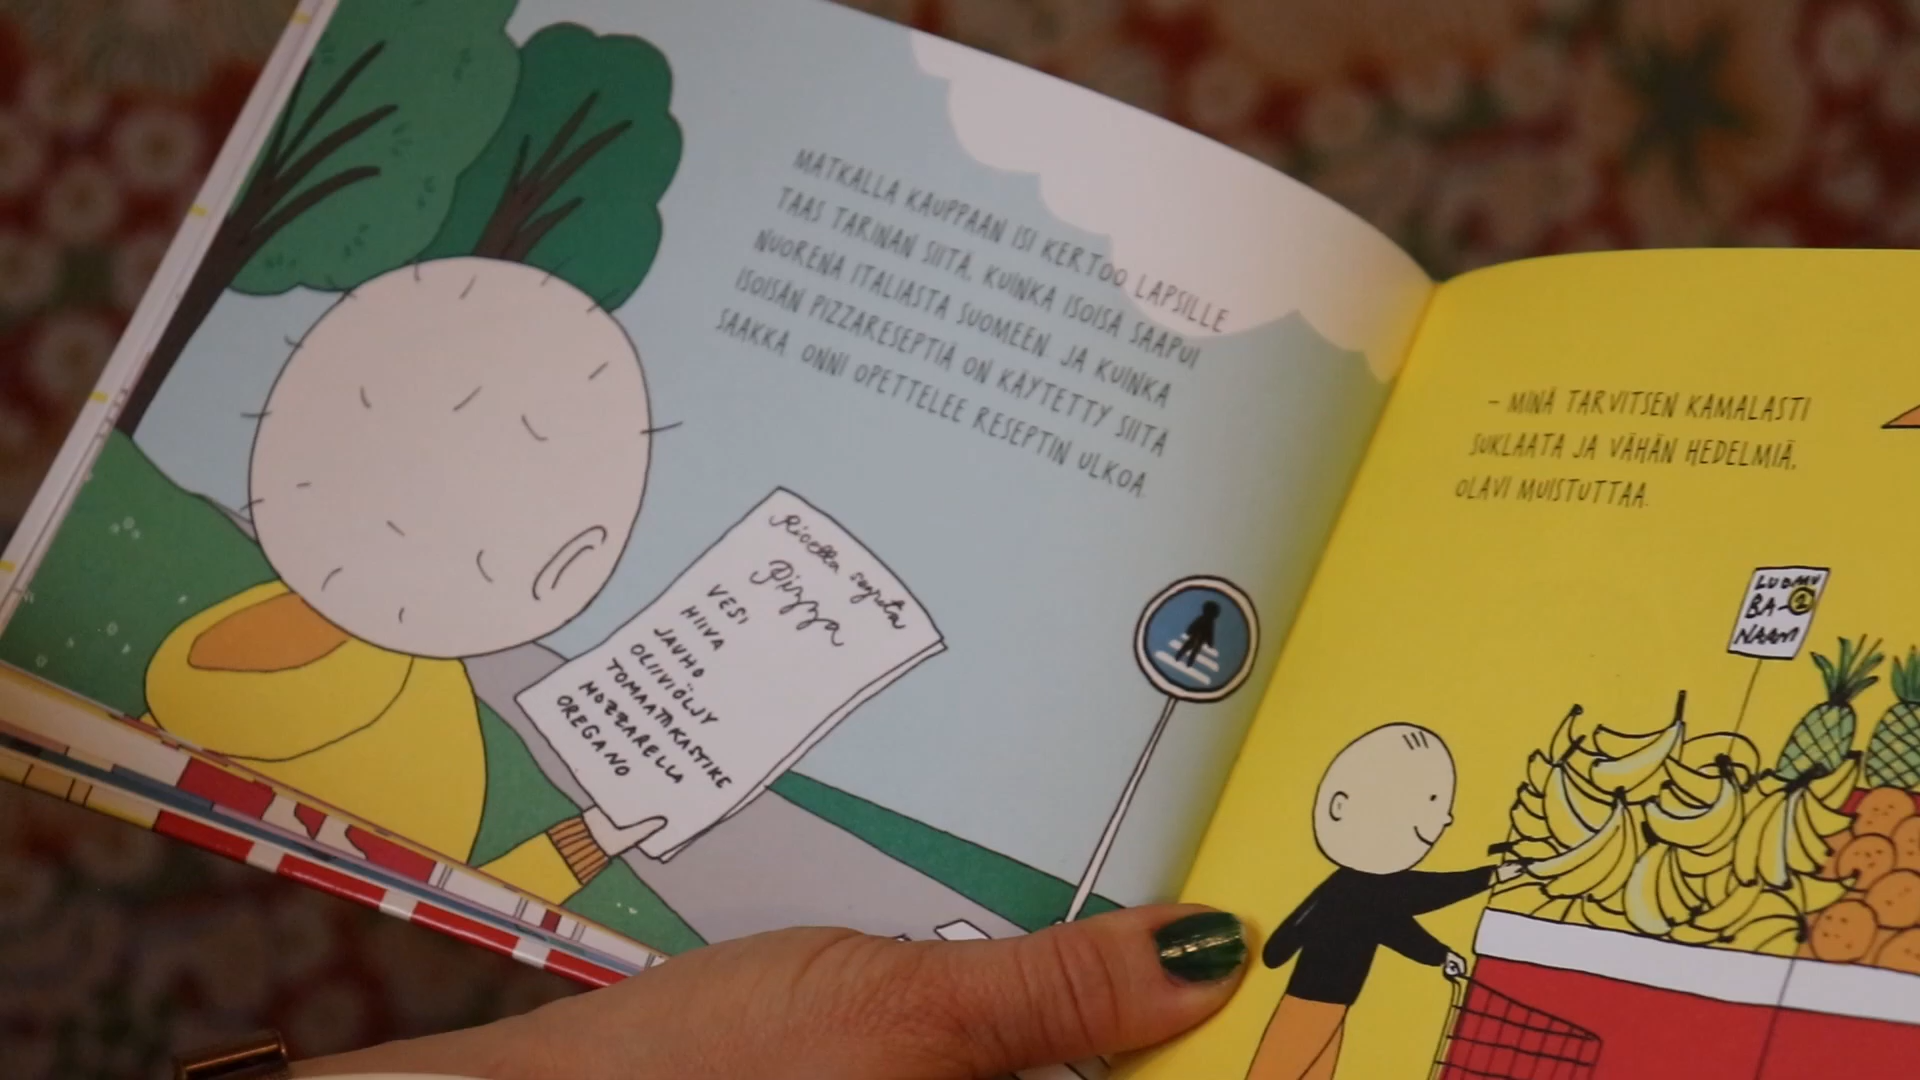 MATKALLA KAUPPAAN ISI KERTOO LAPSILLE
TAAS TARINAN SIITÄ, KUINKA ISOISÄ SAAPUI
NUORENA ITALIASTA SUOMEEN. JA KUINKA
ISOISÄN PIZZARESEPTIÄ ON KÄYTETTY SIITÄ
SAAKKA. ONNI OPETTELEE RESEPTIN ULKOA.
Pizza
VESI
HIIVA
JAUHO
OLIIVIÖLJY
TOMAATTIKASTIKE
MOZZARELLA
OREGANO
– MINÄ TARVITSEN KAMALASTI
SUKLAATA JA VÄHÄN HEDELMIÄ,
OLAVI MUISTUTTAA.
LUOMU
BA-
NAANI